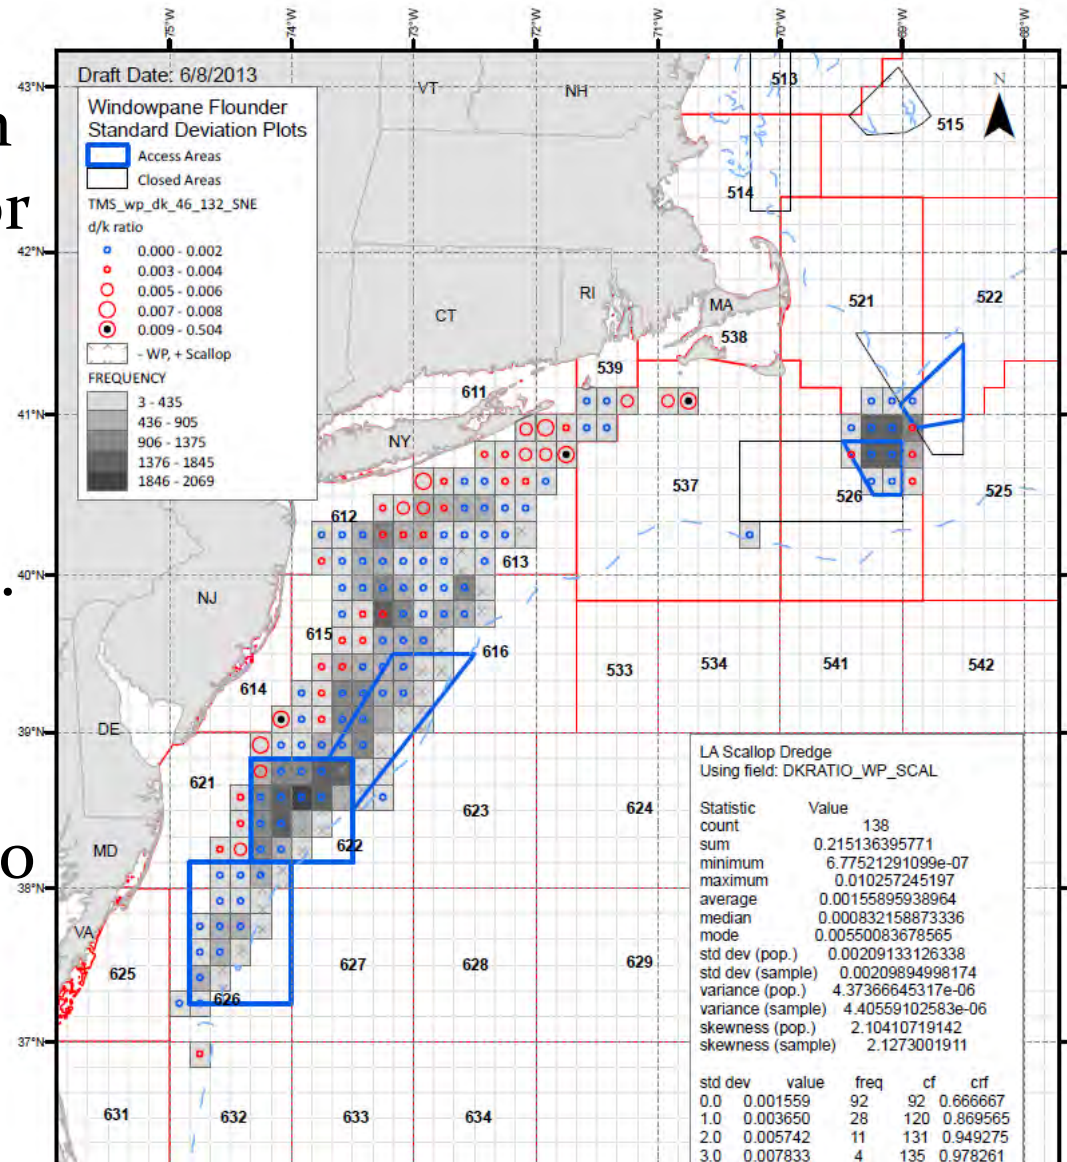 75°W 74°W 73°W 72°W 71°W 70°W 69°W 68°W
Draft Date: 6/8/2013
Windowpane Flounder
Standard Deviation Plots
Access Areas
Closed Areas
TMS_wp_dk_46_132_SNE
d/k ratio
0.000 - 0.002
0.003 - 0.004
0.005 - 0.006
0.007 - 0.008
0.009 - 0.504
- WP, + Scallop
FREQUENCY
3 - 435
436 - 905
906 - 1375
1376 - 1845
1846 - 2069
n
or
.
o
43°N
42°N
41°N
40°N
39°N
38°N
37°N
VT
NH
N
513
515
514
RI
MA
CT
521
522
538
539
611
NY
537
526
525
612
613
NJ
615
616
533
534
541
542
614
DE
621
623
624
622
MD
VA
625
627
628
629
626
631
632
633
634
LA Scallop Dredge
Using field: DKRATIO_WP_SCAL
Statistic Value
count 138
sum 0.215136395771
minimum 6.77521291099e-07
maximum 0.010257245197
average 0.00155895938964
median 0.000832158873336
mode 0.00550083678565
std dev (pop.) 0.00209133126338
std dev (sample) 0.00209894998174
variance (pop.) 4.37366645317e-06
variance (sample) 4.40559102583e-06
skewness (pop.) 2.10410719142
skewness (sample) 2.1273001911
std dev value freq cf crf
0.0 0.001559 92 92 0.666667
1.0 0.003650 28 120 0.869565
2.0 0.005742 11 131 0.949275
3.0 0.007833 4 135 0.978261